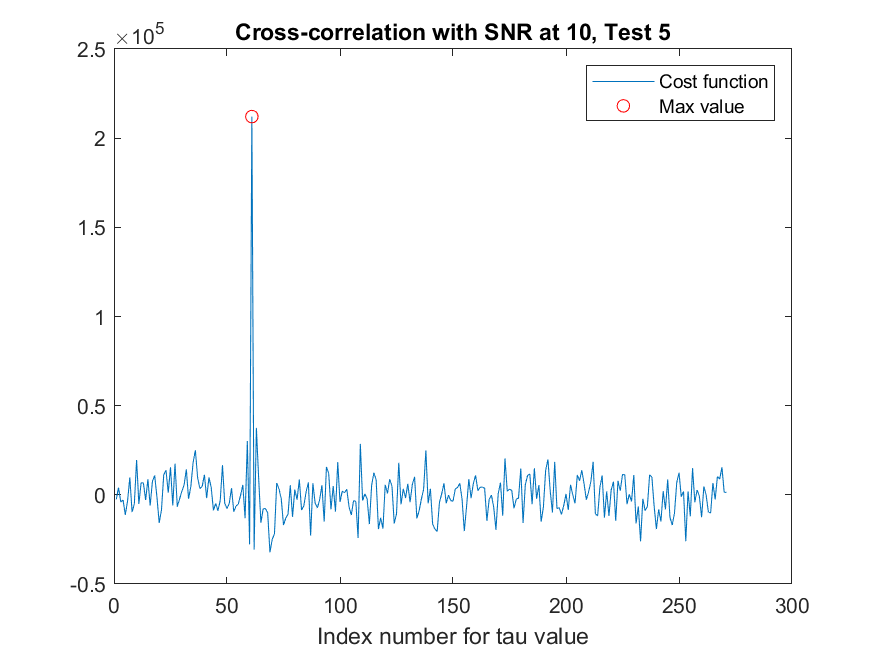 Cross-correlation with SNR at 10, Test 5
×10^5
2.5
2
1.5
1
0.5
0
-0.5
0 50 100 150 200 250 300
Index number for tau value
Cost function
Max value